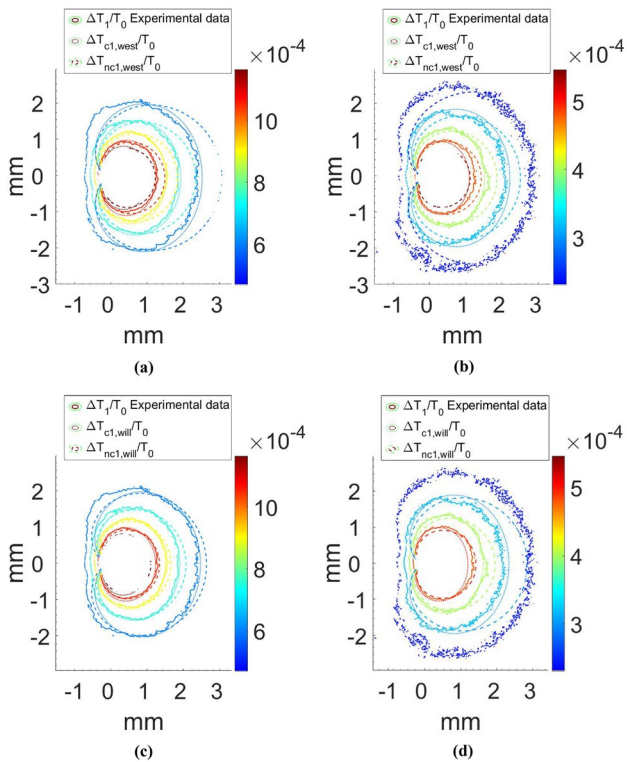 ΔT1/T0 Experimental data
ΔTc1,west/T0
ΔTnc1,west/T0
×10-4
2
1
0
-1
-2
-3
mm
-1 0 1 2 3
mm
10
8
6
(a)
ΔT1/T0 Experimental data
ΔTc1,west/T0
ΔTnc1,west/T0
×10-4
2
1
0
-1
-2
-3
mm
-1 0 1 2 3
mm
5
4
3
(b)
ΔT1/T0 Experimental data
ΔTc1,will/T0
ΔTnc1,will/T0
×10-4
2
1
0
-1
-2
mm
-1 0 1 2 3
mm
10
8
6
(c)
ΔT1/T0 Experimental data
ΔTc1,will/T0
ΔTnc1,will/T0
×10-4
2
1
0
-1
-2
mm
-1 0 1 2 3
mm
5
4
3
(d)